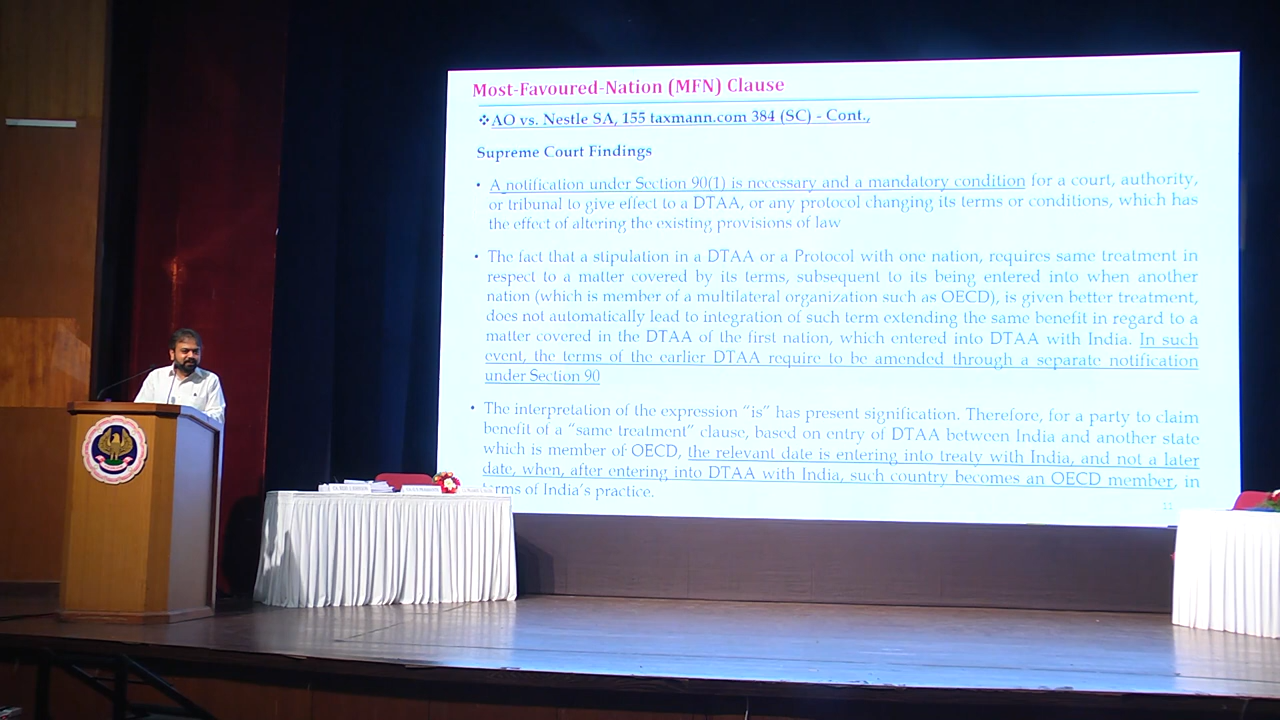 Most-Favoured-Nation (MFN) Clause
❖AO vs. Nestle SA, 155 taxmann.com 384 (SC) - Cont.,
Supreme Court Findings
• A notification under Section 90(1) is necessary and a mandatory condition for a court, authority,
or tribunal to give effect to a DTAA, or any protocol changing its terms or conditions, which has
the effect of altering the existing provisions of law
• The fact that a stipulation in a DTAA or a Protocol with one nation, requires same treatment in
respect to a matter covered by its terms, subsequent to its being entered into when another
nation (which is member of a multilateral organization such as OECD), is given better treatment,
does not automatically lead to integration of such term extending the same benefit in regard to a
matter covered in the DTAA of the first nation, which entered into DTAA with India. In such
event, the terms of the earlier DTAA require to be amended through a separate notification
under Section 90
• The interpretation of the expression "is" has present signification. Therefore, for a party to claim
benefit of a "same treatment" clause, based on entry of DTAA between India and another state
which is member of OECD, the relevant date is entering into treaty with India, and not a later
date, when, after entering into DTAA with India, such country becomes an OECD member, in
terms of India's practice.